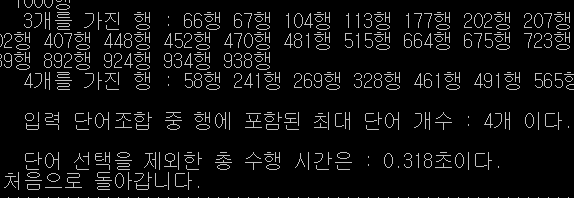 1000행
3개를 가진 행 : 66행 67행 104행 113행 177행 202행 207행
02행 407행 448행 452행 470행 481행 515행 664행 675행 723행
39행 892행 924행 934행 938행
4개를 가진 행 : 58행 241행 269행 328행 461행 491행 565행
입력 단어조합 중 행에 포함된 최대 단어 개수 : 4개 이다.
단어 선택을 제외한 총 수행 시간은 : 0.318초이다.
처음으로 돌아갑니다.